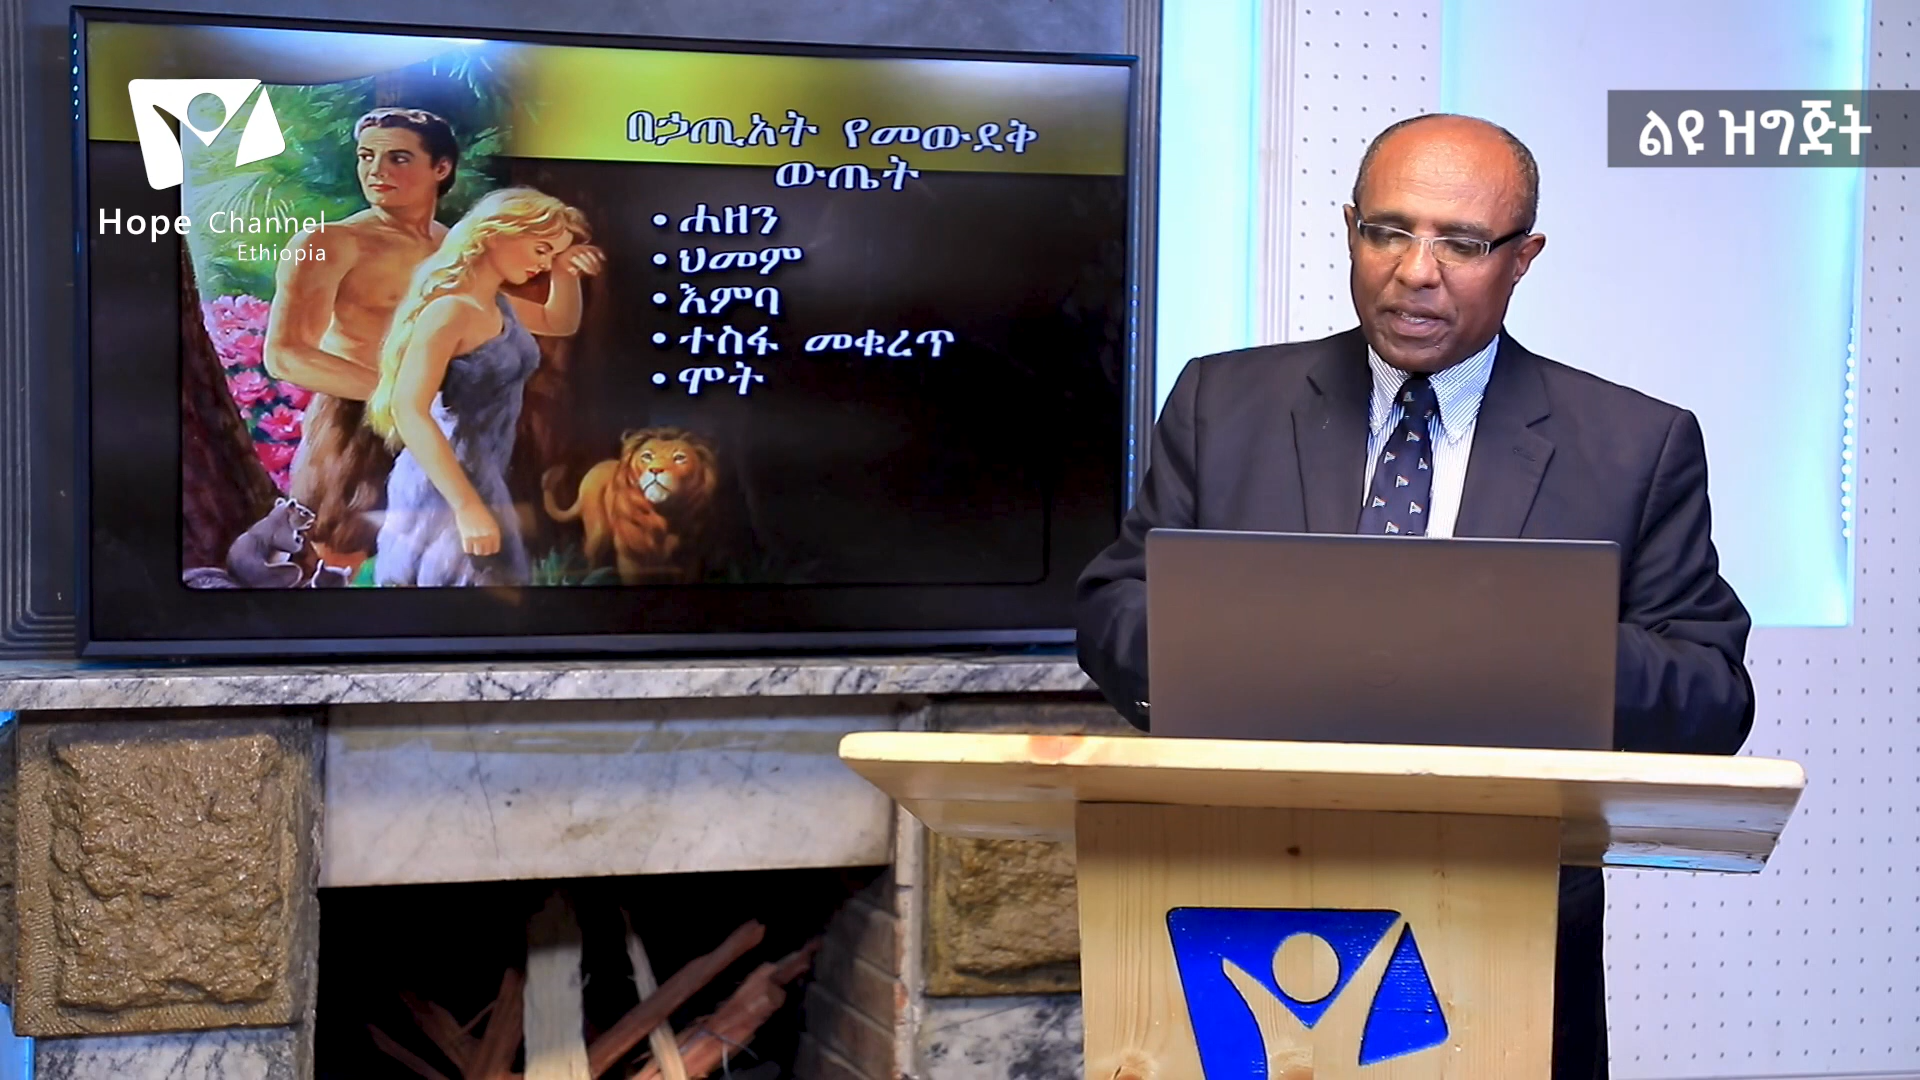 Hope Channel
Ethiopia
በኃጢአት የመውደቅ
ውጤት
• ሐዘን
• ህመም
• እምባ
• ተስፋ መቁረጥ
• ሞት
ልዩ ዝግጅት